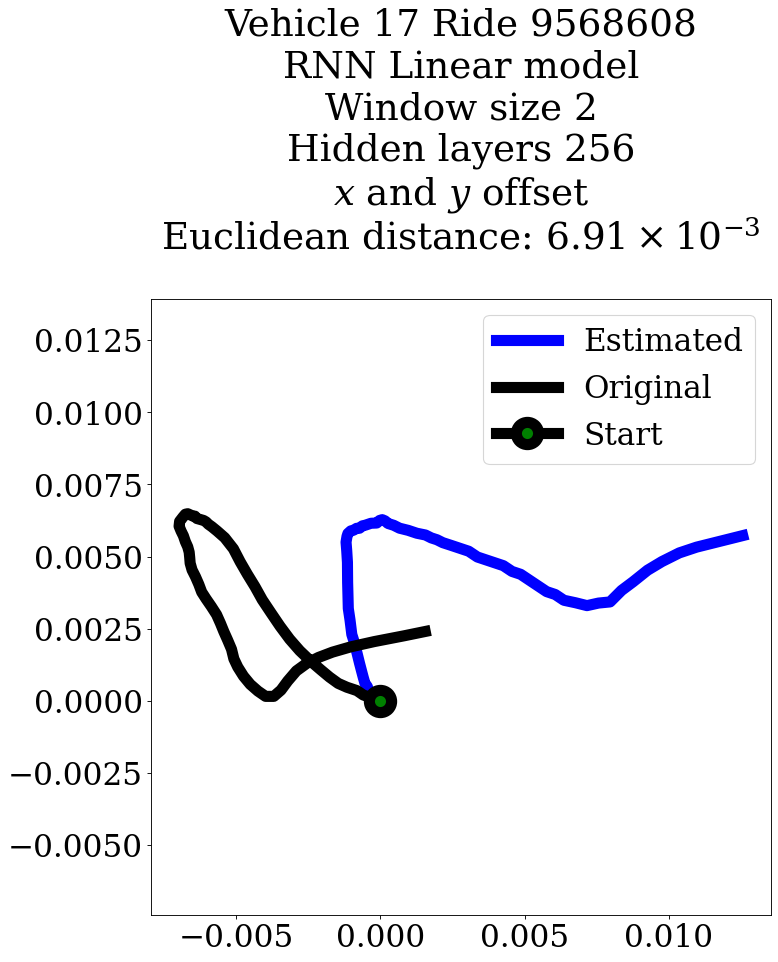 Vehicle 17 Ride 9568608
RNN Linear model
Window size 2
Hidden layers 256
x and y offset
Euclidean distance: 6.91 × 10⁻³
Estimated
Original
Start
0.0125
0.0100
0.0075
0.0050
0.0025
0.0000
−0.0025
−0.0050
−0.005 0.000 0.005 0.010